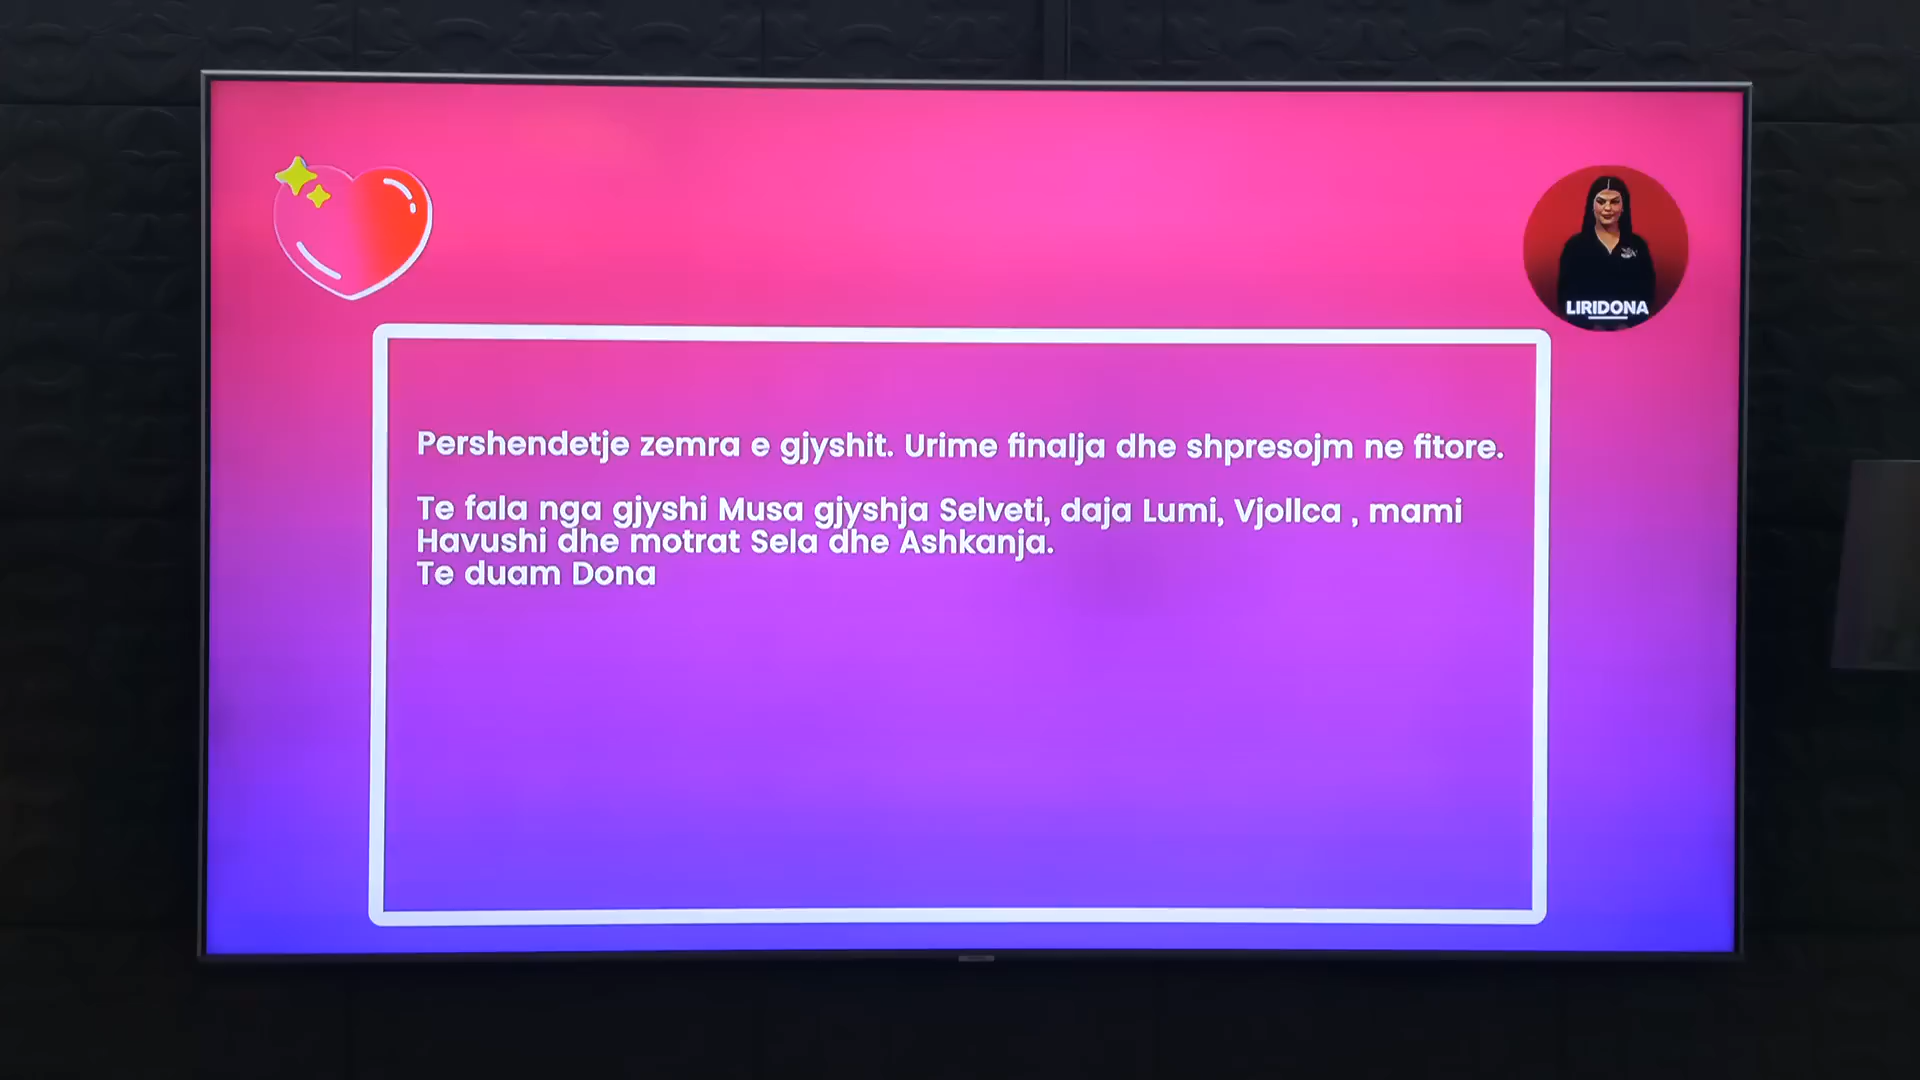 LIRIDONA
Pershendetje zemra e gjyshit. Urime finalja dhe shpresojm ne fitore.
Te fala nga gjyshi Musa gjyshja Selveti, daja Lumi, Vjollca , mami
Havushi dhe motrat Sela dhe Ashkanja.
Te duam Dona